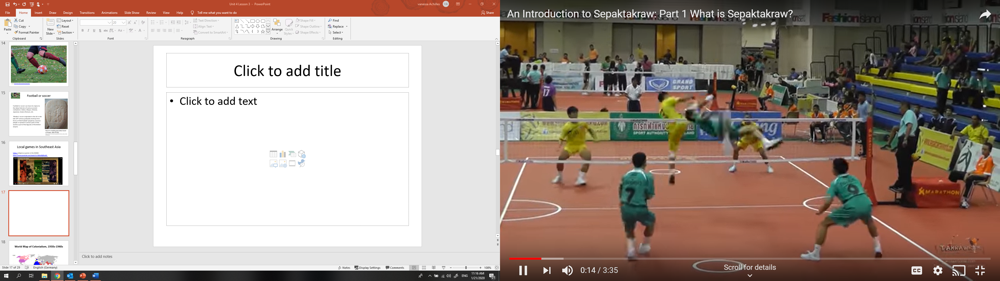 Unit 4 Lesson 3 - PowerPoint
vanessa Achilles
VA
File Home Insert Draw Design Transitions Animations Slide Show Review View Help Tell me what you want to do
Share
Paste
Cut
Copy
Format Painter
Clipboard
New
Slide
Layout
Reset
Section
Slides
20
Font
Text Direction
Align Text
Convert to SmartArt
Paragraph
Arrange
Quick
Styles
Shape Fill
Shape Outline
Shape Effects
Drawing
Find
Replace
Select
Editing
14
15
Football or soccer
16
Local games in Southeast Asia
17
18
World Map of Colonialism, 1930s-1940s
Click to add title
• Click to add text
Click to add notes
Slide 17 of 29
English (Germany)
Notes
Display Settings
Comments
108%
ENG
11:16 AM
1/21/2020
21
An Introduction to Sepaktakraw: Part 1 What is Sepaktakraw?
Fashion sand
17
GRAND
SPORT
SPORT AUTHORITY
MARATHON
7
9
0:14 / 3:35
Scroll for details
CC